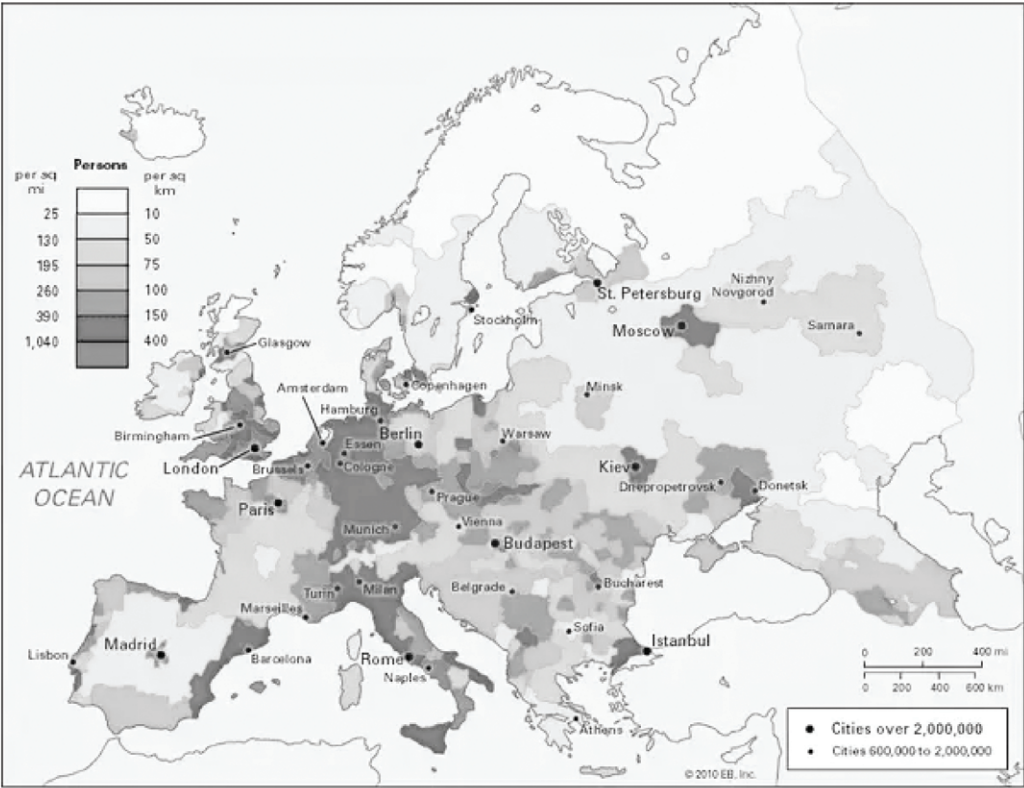 Persons
per sq mi
per sq km
25
10
130
50
195
75
260
100
390
150
1,040
400
Nizhny
Novgorod
St. Petersburg
Moscow
Samara
Stockholm
Glasgow
Amsterdam
Copenhagen
Minsk
Hamburg
Birmingham
Berlin
Warsaw
Essen
London
Brussels
Cologne
Kiev
ATLANTIC
OCEAN
Dnepropetrovsk
Donetsk
Prague
Paris
Munich
Vienna
Budapest
Belgrade
Bucharest
Turin
Milan
Marseilles
Sofia
Madrid
Istanbul
Lisbon
Barcelona
Rome
Naples
Athens
0 200 400 mi
0 200 400 600 km
Cities over 2,000,000
Cities 600,000 to 2,000,000
© 2010 EB, Inc.